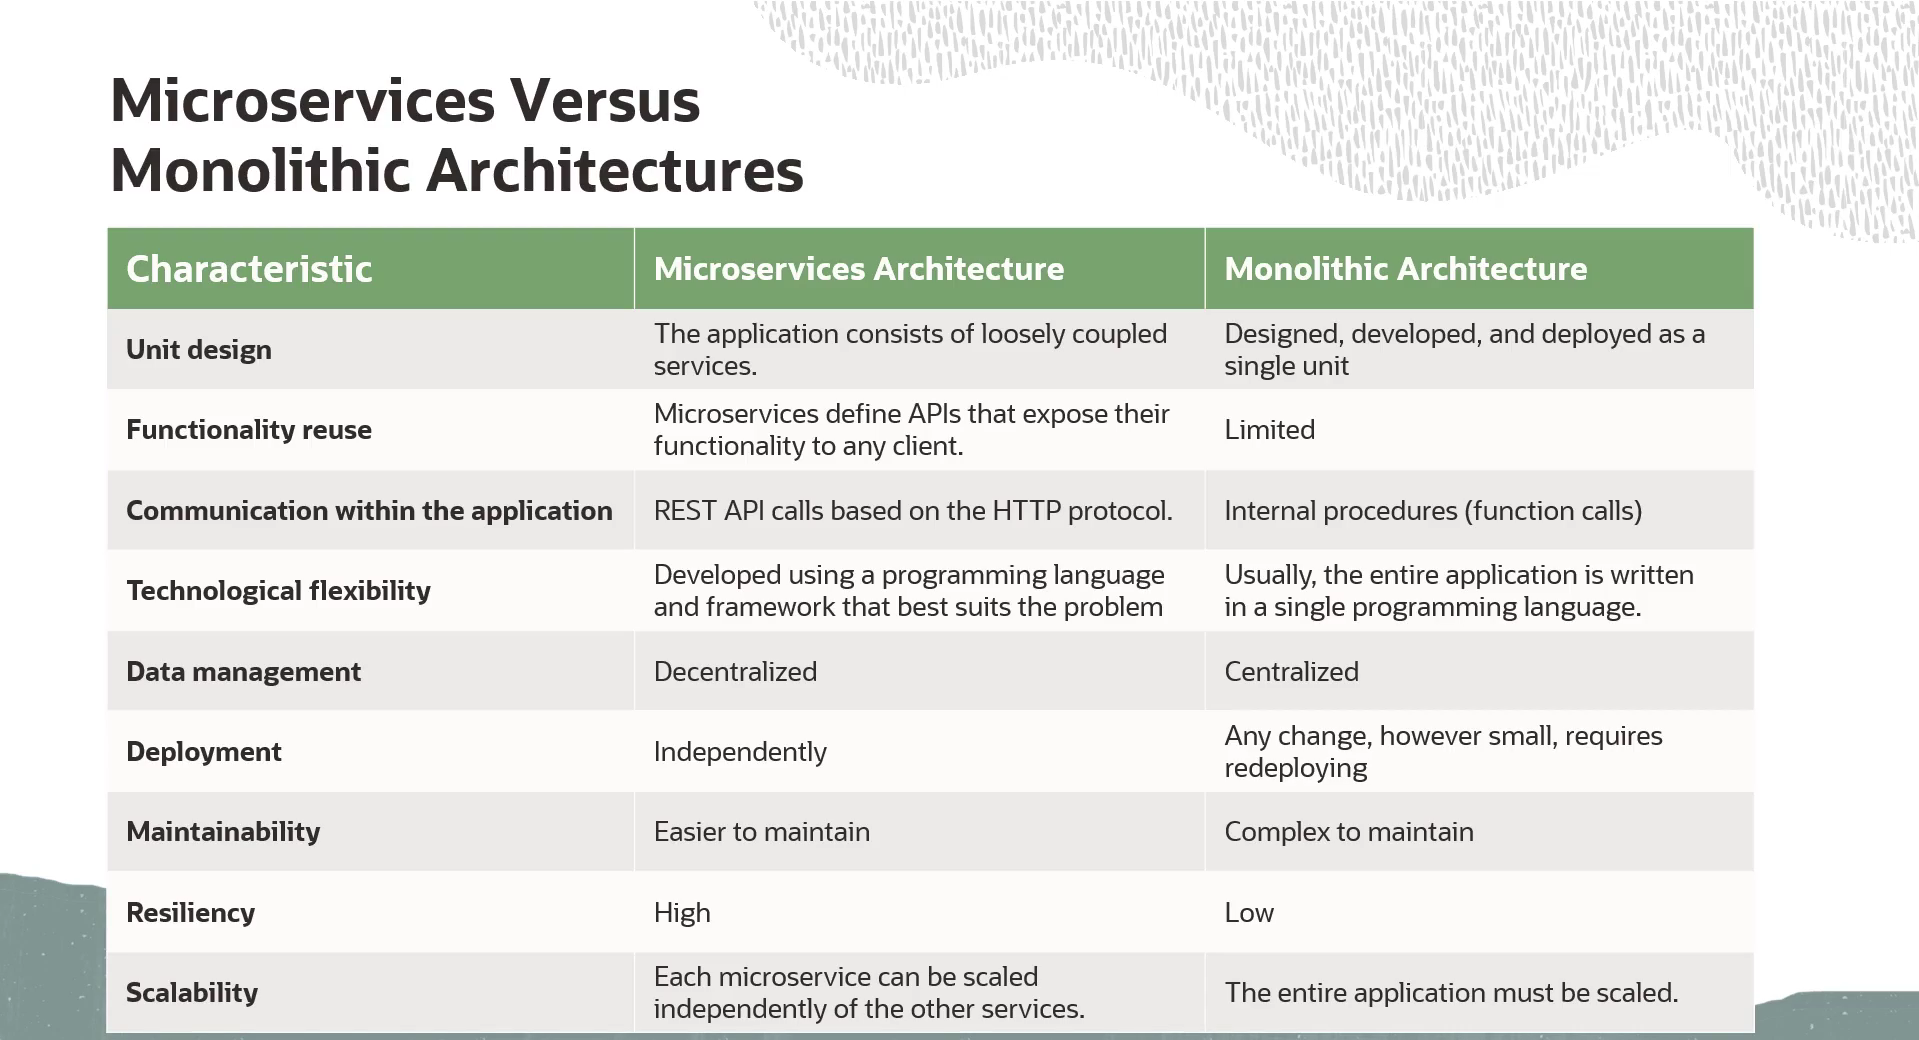 Microservices Versus
Monolithic Architectures
Characteristic
Microservices Architecture
Monolithic Architecture
Unit design
The application consists of loosely coupled
services.
Designed, developed, and deployed as a
single unit
Functionality reuse
Microservices define APIs that expose their
functionality to any client.
Limited
Communication within the application
REST API calls based on the HTTP protocol.
Internal procedures (function calls)
Technological flexibility
Developed using a programming language
and framework that best suits the problem
Usually, the entire application is written
in a single programming language.
Data management
Decentralized
Centralized
Deployment
Independently
Any change, however small, requires
redeploying
Maintainability
Easier to maintain
Complex to maintain
Resiliency
High
Low
Scalability
Each microservice can be scaled
independently of the other services.
The entire application must be scaled.